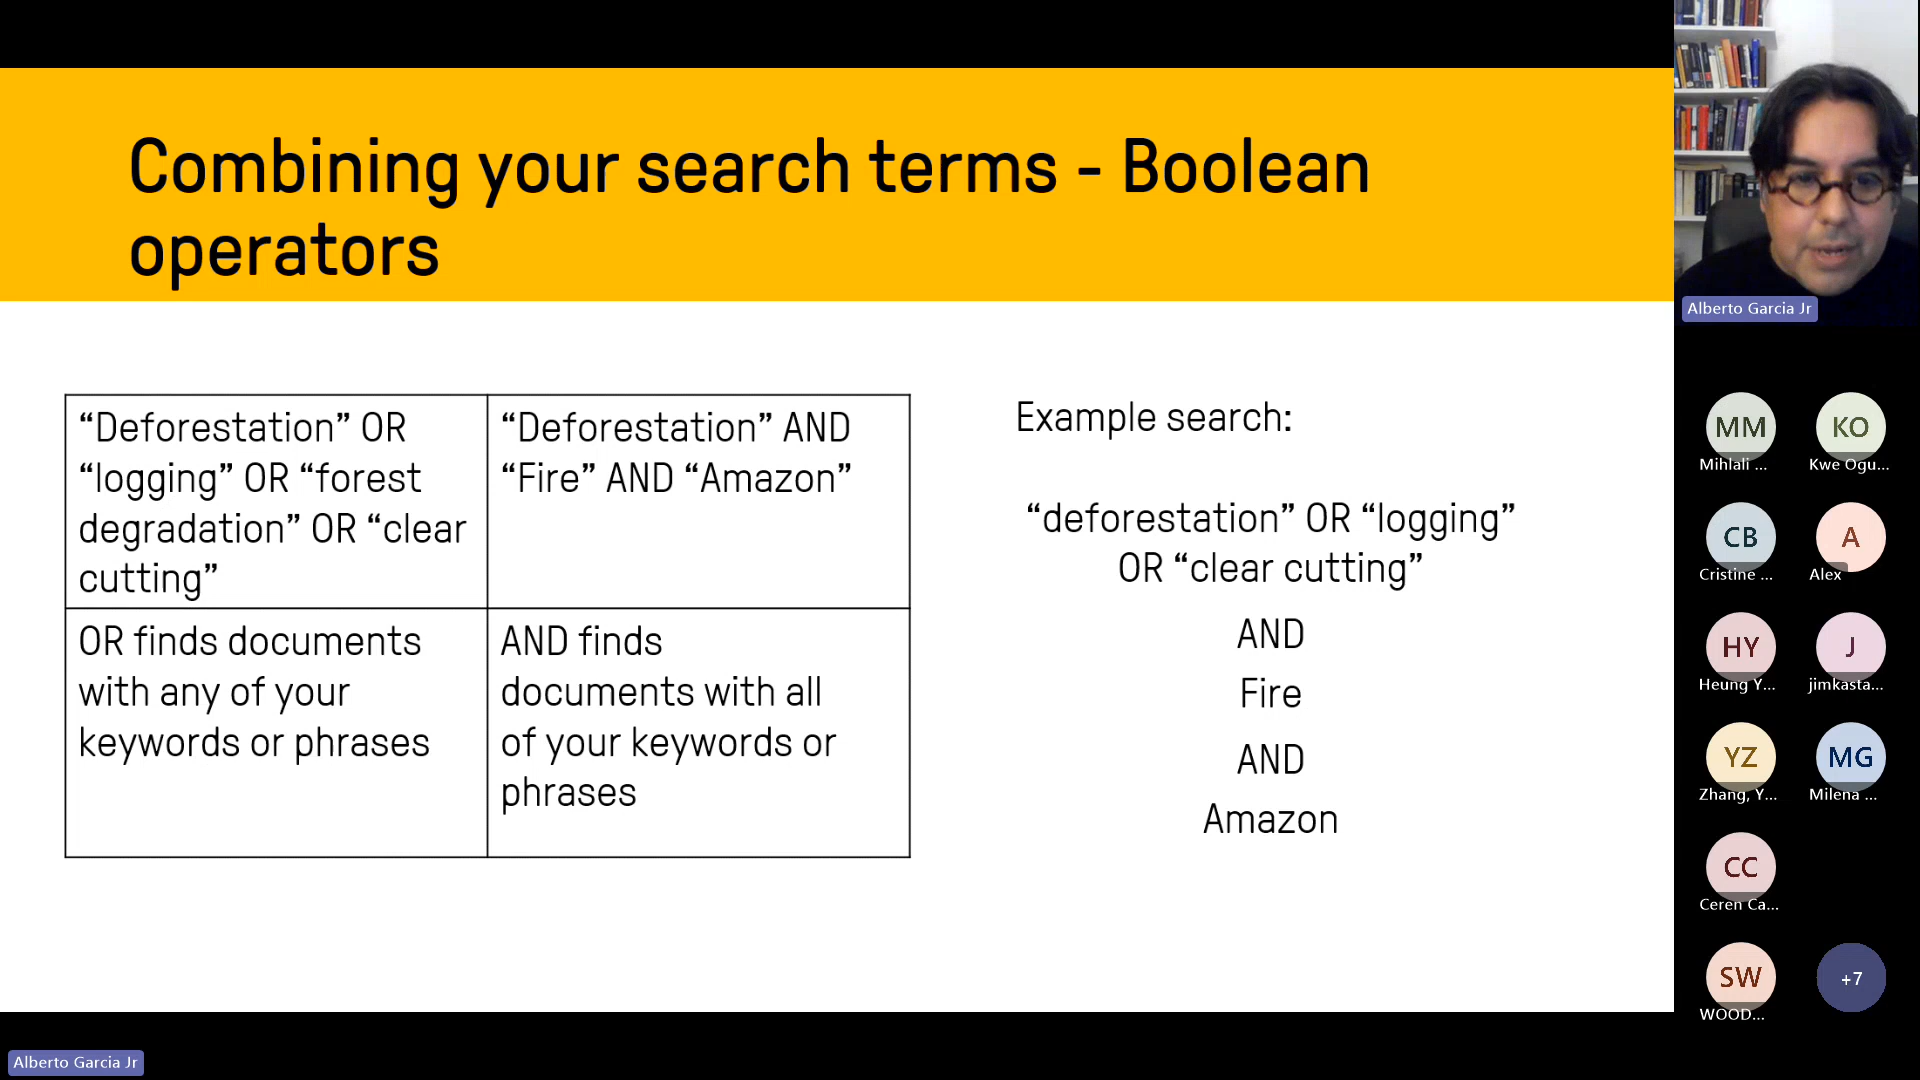 Combining your search terms - Boolean
operators
“Deforestation” OR
“logging” OR “forest
degradation” OR “clear
cutting”
“Deforestation” AND
“Fire” AND “Amazon”
OR finds documents
with any of your
keywords or phrases
AND finds
documents with all
of your keywords or
phrases
Example search:
“deforestation” OR “logging”
OR “clear cutting”
AND
Fire
AND
Amazon
Alberto Garcia Jr
MM
Mihlali ...
KO
Kwe Ogu...
CB
Cristine ...
A
Alex
HY
Heung Y...
J
jimkasta...
YZ
Zhang, Y...
MG
Milena ...
CC
Ceren Ca...
SW
WOOD...
+7
Alberto Garcia Jr